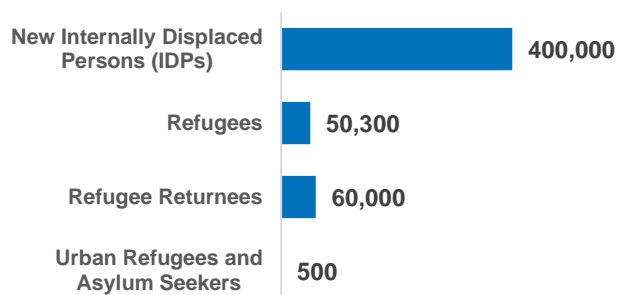 New Internally Displaced
Persons (IDPs)
400,000
Refugees
50,300
Refugee Returnees
60,000
Urban Refugees and
Asylum Seekers
500